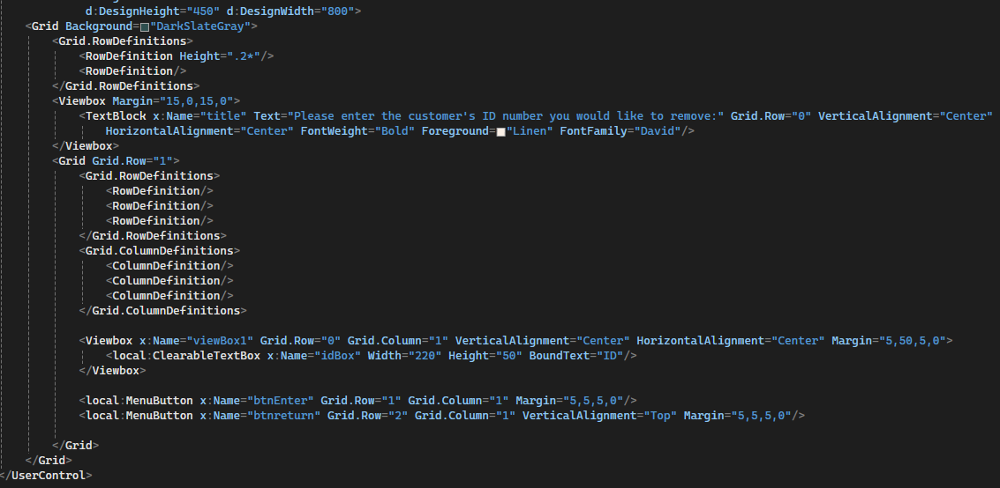 d:DesignHeight="450" d:DesignWidth="800">
<Grid Background="DarkSlateGray">
<Grid.RowDefinitions>
<RowDefinition Height=".2*"/>
<RowDefinition/>
</Grid.RowDefinitions>
<Viewbox Margin="15,0,15,0">
<TextBlock x:Name="title" Text="Please enter the customer's ID number you would like to remove:" Grid.Row="0" VerticalAlignment="Center"
HorizontalAlignment="Center" FontWeight="Bold" Foreground="Linen" FontFamily="David"/>
</Viewbox>
<Grid Grid.Row="1">
<Grid.RowDefinitions>
<RowDefinition/>
<RowDefinition/>
<RowDefinition/>
</Grid.RowDefinitions>
<Grid.ColumnDefinitions>
<ColumnDefinition/>
<ColumnDefinition/>
<ColumnDefinition/>
</Grid.ColumnDefinitions>
<Viewbox x:Name="viewBox1" Grid.Row="0" Grid.Column="1" VerticalAlignment="Center" HorizontalAlignment="Center" Margin="5,50,5,0">
<local:ClearableTextBox x:Name="idBox" Width="220" Height="50" BoundText="ID"/>
</Viewbox>
<local:MenuButton x:Name="btnEnter" Grid.Row="1" Grid.Column="1" Margin="5,5,5,0"/>
<local:MenuButton x:Name="btnreturn" Grid.Row="2" Grid.Column="1" VerticalAlignment="Top" Margin="5,5,5,0"/>
</Grid>
</Grid>
</UserControl>